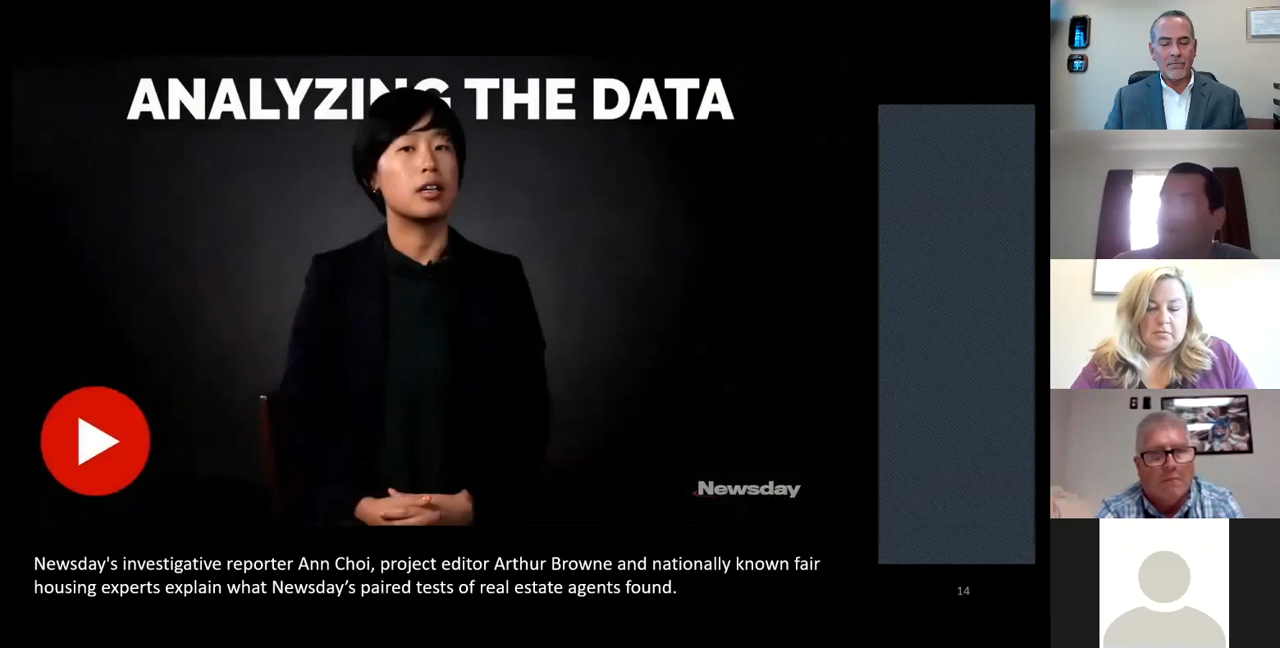 ANALYZING THE DATA
Newsday
Newsday's investigative reporter Ann Choi, project editor Arthur Browne and nationally known fair
housing experts explain what Newsday’s paired tests of real estate agents found.
14